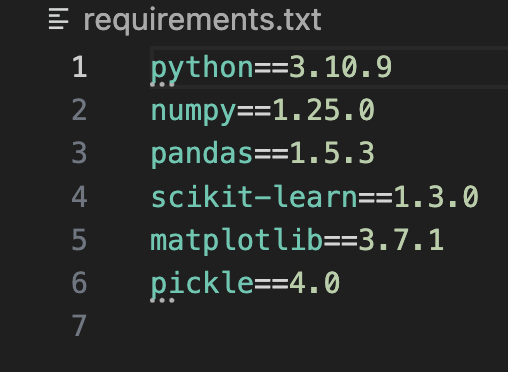 requirements.txt
1 python==3.10.9
2 numpy==1.25.0
3 pandas==1.5.3
4 scikit-learn==1.3.0
5 matplotlib==3.7.1
6 pickle==4.0
7